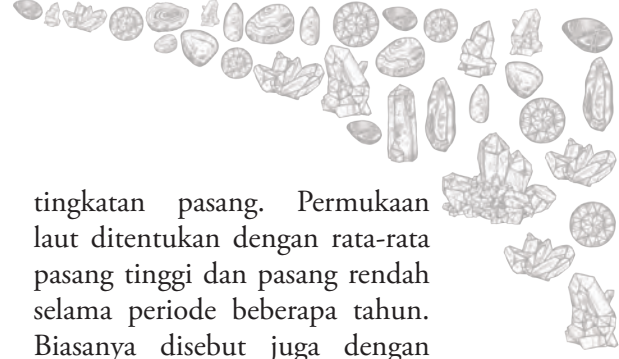 tingkatan pasang. Permukaan
laut ditentukan dengan rata-rata
pasang tinggi dan pasang rendah
selama periode beberapa tahun.
Biasanya disebut juga dengan